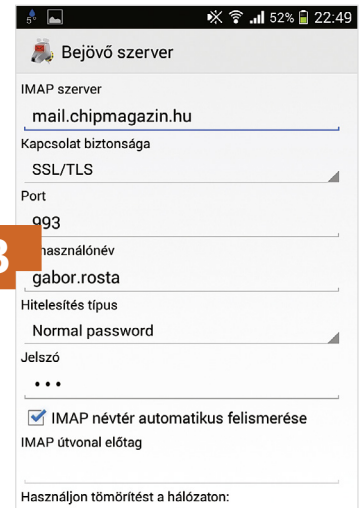 5° 52% 22:49
Bejövő szerver
IMAP szerver
mail.chipmagazin.hu
Kapcsolat biztonsága
SSL/TLS
Port
993
3
gabor.rosta
Hitelesítés típus
Normal password
Jelszó
•••
IMAP névtér automatikus felismerése
IMAP útvonal előtag
Használjon tömörítést a hálózaton: